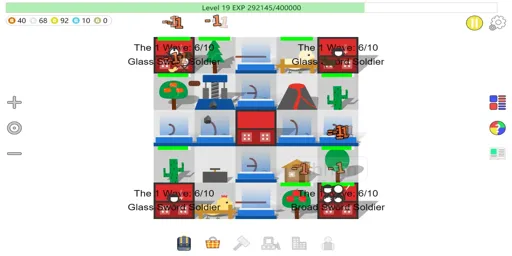 Level 19 EXP 292145/400000
40 68 92 10 0
-1 -11
The 1 Wave: 6/10 The 1 Wave: 6/10
Glass Sword Soldier Glass Sword Soldier
-1
-1 -1
The 1 Wave: 6/10 The 1 Wave: 6/10
Glass Sword Soldier Broad Sword Soldier